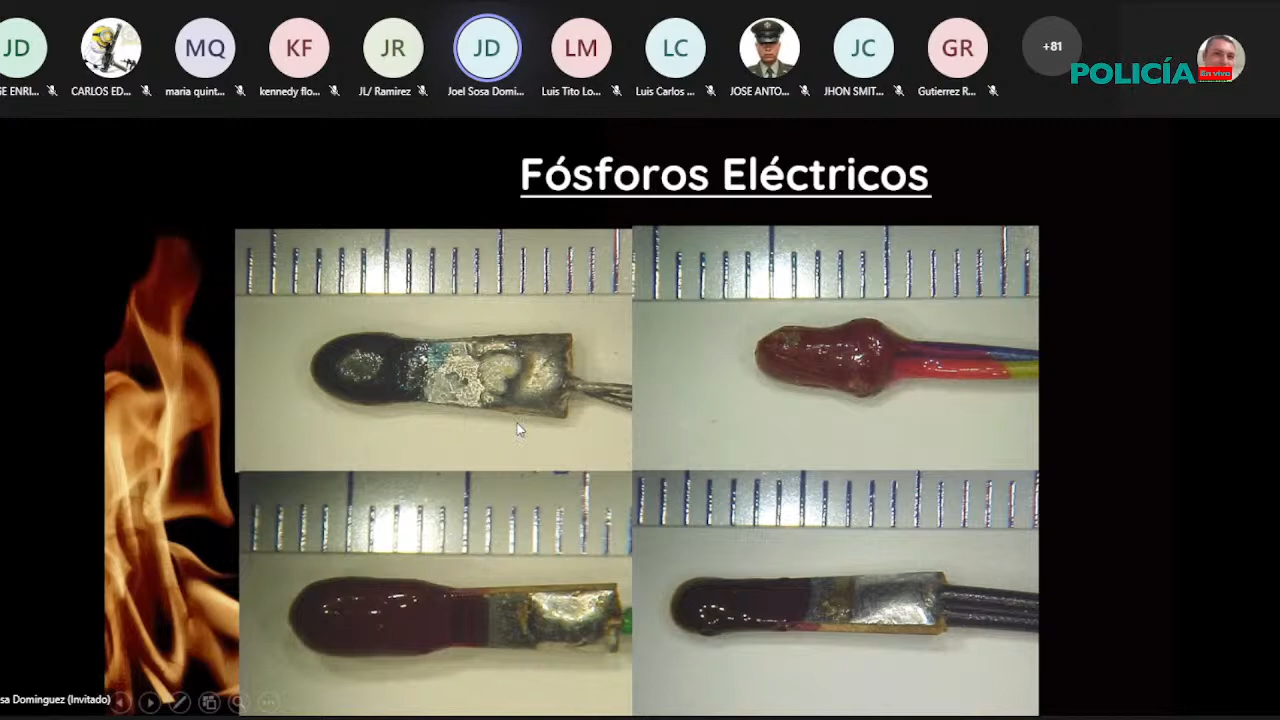 JD
MQ
KF
JR
JD
LM
LC
JC
GR
+81
POLICÍA En vivo
SE ENRI...
CARLOS ED...
maria quint...
kennedy flo...
JL/ Ramirez
Joel Sosa Domi...
Luis Tito Lo...
Luis Carlos ...
JOSE ANTO...
JHON SMIT...
Gutierrez R...
Fósforos Eléctricos
sa Dominguez (Invitado)